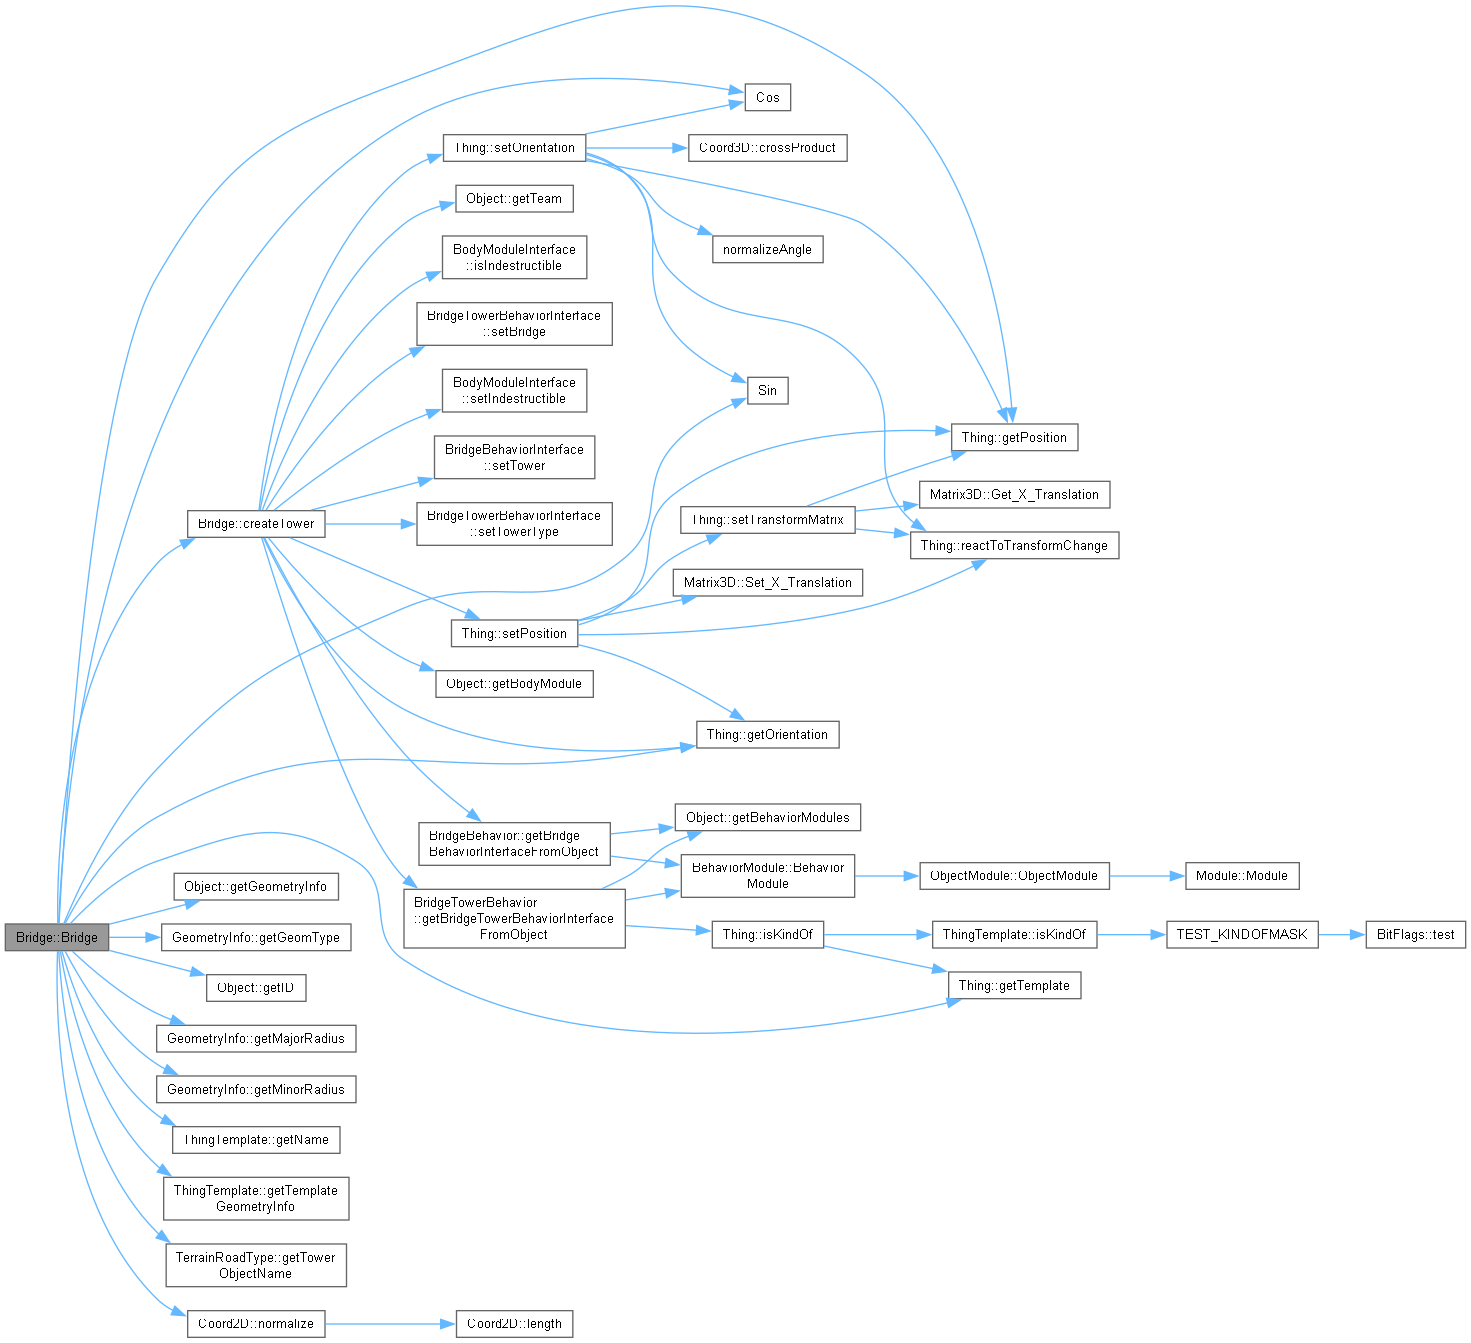 Cos
Thing::setOrientation
Coord3D::crossProduct
Object::getTeam
normalizeAngle
BodyModuleInterface
::isIndestructible
BridgeTowerBehaviorInterface
::setBridge
BodyModuleInterface
::setIndestructible
Sin
Thing::getPosition
BridgeBehaviorInterface
::setTower
Matrix3D::Get_X_Translation
Bridge::createTower
BridgeTowerBehaviorInterface
::setTowerType
Thing::setTransformMatrix
Thing::reactToTransformChange
Matrix3D::Set_X_Translation
Thing::setPosition
Object::getBodyModule
Thing::getOrientation
Object::getBehaviorModules
BridgeBehavior::getBridge
BehaviorInterfaceFromObject
BehaviorModule::Behavior
Module
ObjectModule::ObjectModule
Module::Module
Object::getGeometryInfo
BridgeTowerBehavior
::getBridgeTowerBehaviorInterface
FromObject
Bridge::Bridge
GeometryInfo::getGeomType
Thing::isKindOf
ThingTemplate::isKindOf
TEST_KINDOFMASK
BitFlags::test
Object::getID
Thing::getTemplate
GeometryInfo::getMajorRadius
GeometryInfo::getMinorRadius
ThingTemplate::getName
ThingTemplate::getTemplate
GeometryInfo
TerrainRoadType::getTower
ObjectName
Coord2D::normalize
Coord2D::length